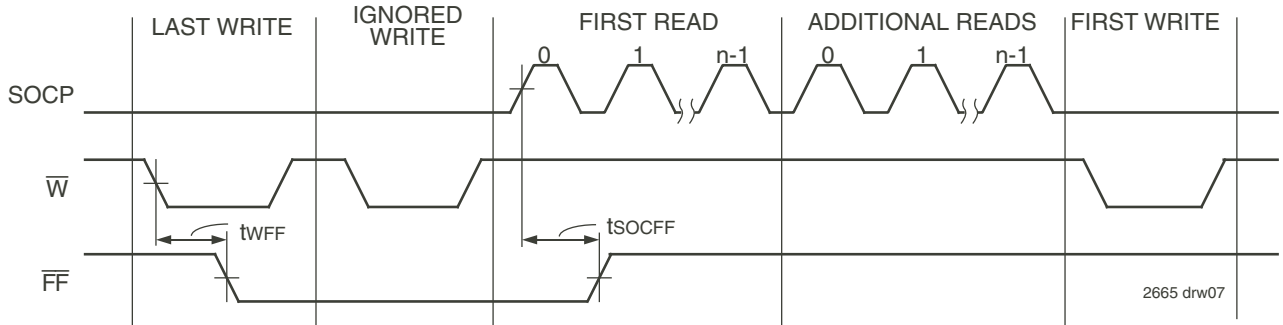 LAST WRITE
IGNORED
WRITE
FIRST READ
ADDITIONAL READS
FIRST WRITE
0 1 n-1 0 1 n-1
SOCP
W̅
tWFF
tSOCFF
F̅F̅
2665 drw07